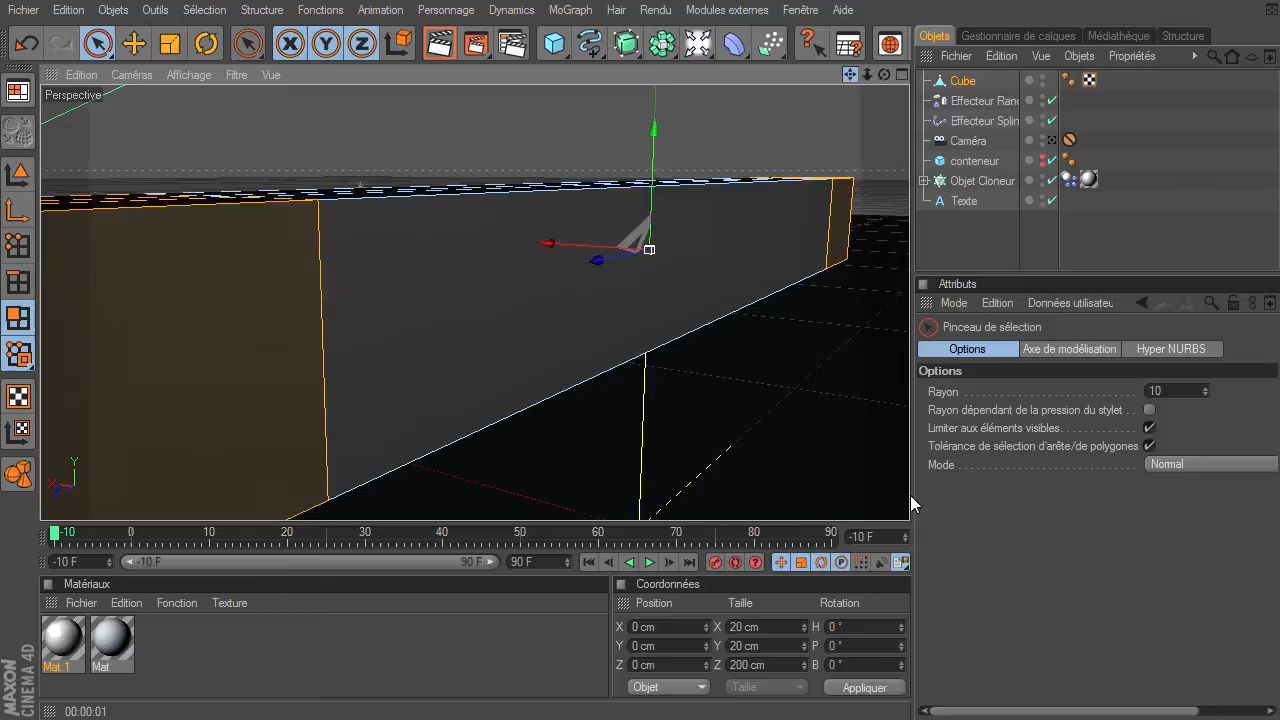 Fichier Edition Objets Outils Sélection Structure Fonctions Animation Personnage Dynamics MoGraph Hair Rendu Modules externes Fenêtre Aide
Edition Caméras Affichage Filtre Vue
Perspective
Y
X
Z
-10 0 10 20 30 40 50 60 70 80 90 -10 F
-10 F -10 F 90 F 90 F
Matériaux
Fichier Edition Fonction Texture
Mat.1 Mat
Coordonnées
Position Taille Rotation
X 0 cm X 20 cm H 0 °
Y 0 cm Y 20 cm P 0 °
Z 0 cm Z 200 cm B 0 °
Objet Taille Appliquer
MAXON
CINEMA 4D
00:00:01
Objets Gestionnaire de calques Médiathèque Structure
Fichier Edition Vue Objets Propriétés
Cube
Effecteur Ran
Effecteur Splin
Caméra
conteneur
Objet Cloneur
Texte
Attributs
Mode Edition Données utilisateu
Pinceau de sélection
Options Axe de modélisation Hyper NURBS
Options
Rayon 10
Rayon dépendant de la pression du stylet
Limiter aux éléments visibles
Tolérance de sélection d'arête/de polygones
Mode Normal